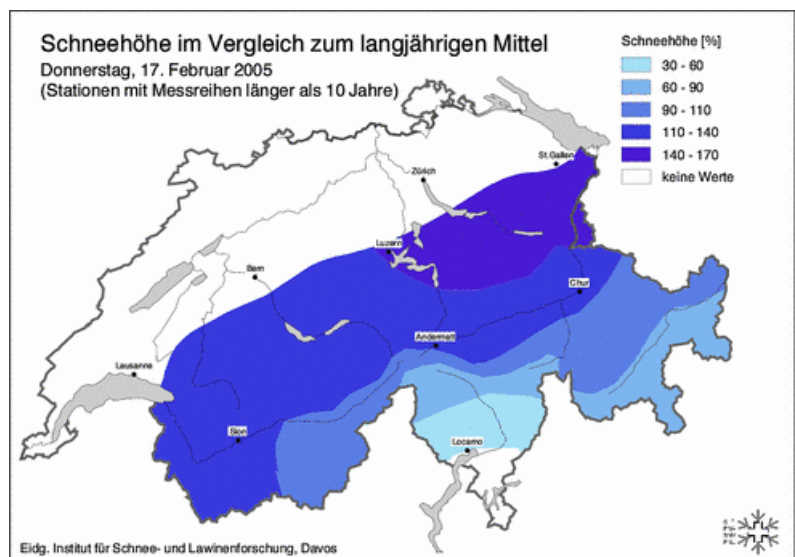 Schneehöhe im Vergleich zum langjährigen Mittel
Donnerstag, 17. Februar 2005
(Stationen mit Messreihen länger als 10 Jahre)
Schneehöhe [%]
30 - 60
60 - 90
90 - 110
110 - 140
140 - 170
keine Werte
St.Gallen
Zürich
Luzern
Bern
Chur
Andermatt
Lausanne
Sion
Locarno
Eidg. Institut für Schnee- und Lawinenforschung, Davos